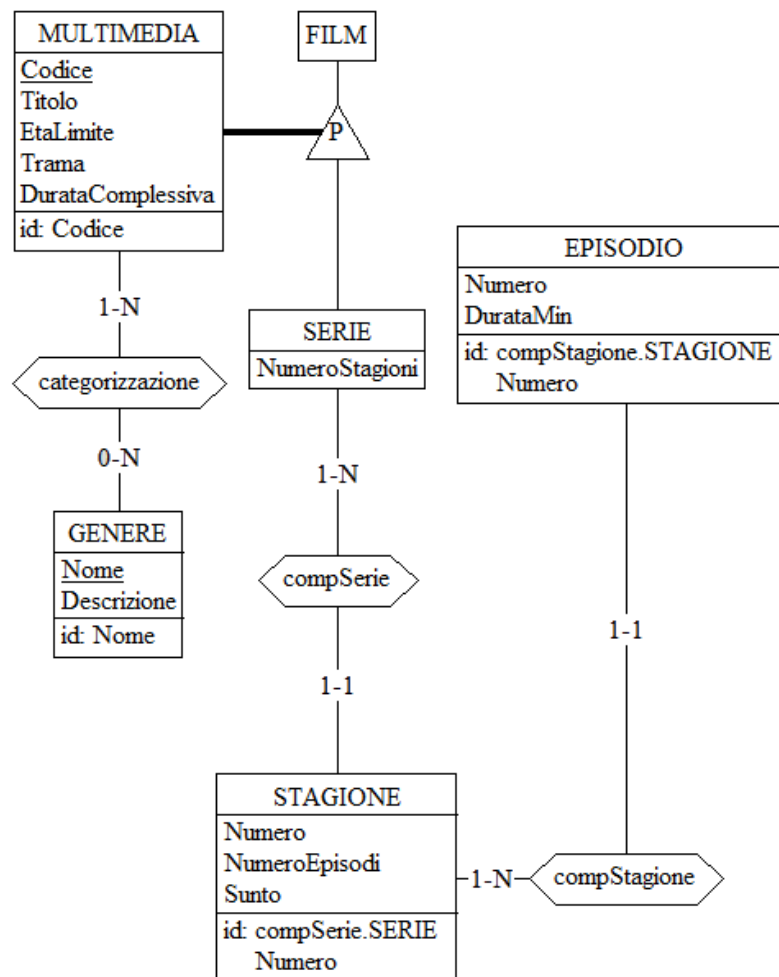 MULTIMEDIA
Codice
Titolo
EtaLimite
Trama
DurataComplessiva
id: Codice
FILM
P
1-N
categorizzazione
0-N
GENERE
Nome
Descrizione
id: Nome
SERIE
NumeroStagioni
1-N
compSerie
1-1
EPISODIO
Numero
DurataMin
id: compStagione.STAGIONE
Numero
1-1
STAGIONE
Numero
NumeroEpisodi
Sunto
id: compSerie.SERIE
Numero
1-N
compStagione